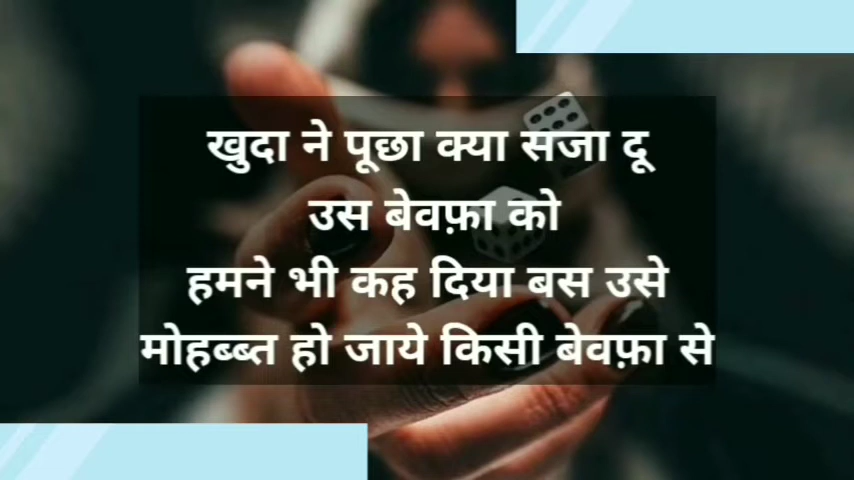 खुदा ने पूछा क्या सजा दू
उस बेवफ़ा को
हमने भी कह दिया बस उसे
मोहब्ब्त हो जाये किसी बेवफ़ा से